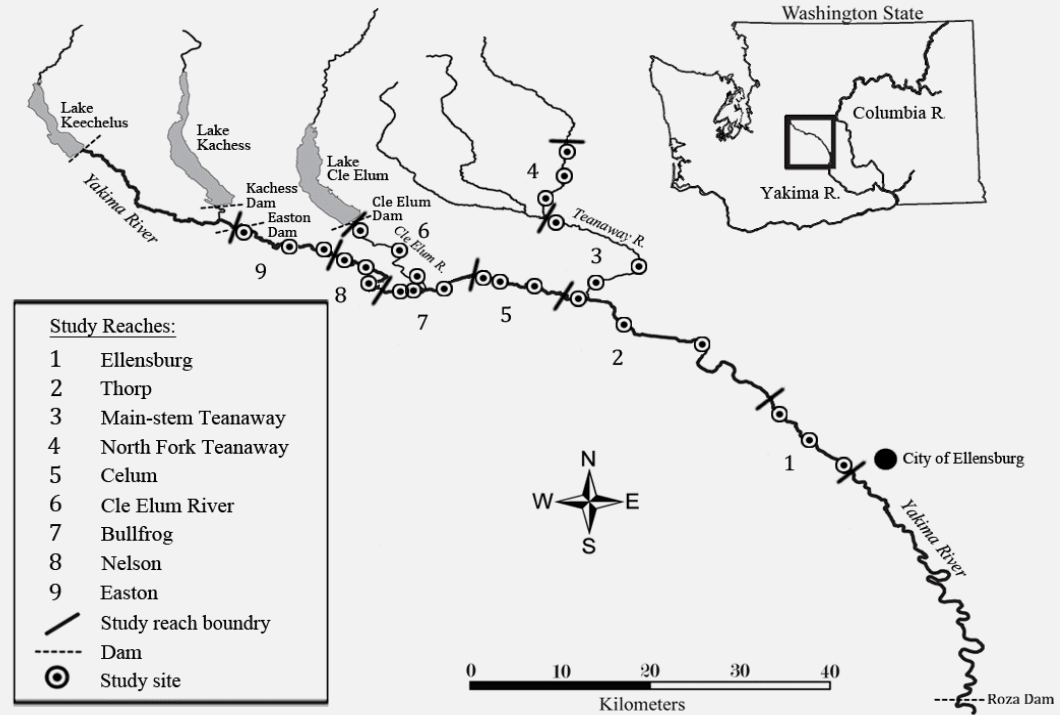 Washington State
Columbia R.
Yakima R.
Lake
Keechelus
Lake
Kachess
Lake
Cle Elum
Kachess
Dam
Easton
Dam
Cle Elum
Dam
Yakima River
Cle Elum R.
Teanaway R.
4
6
3
9
8
7
5
2
1
City of Ellensburg
Yakima River
Roza Dam
N
W E
S
0 10 20 30 40
Kilometers
Study Reaches:
1 Ellensburg
2 Thorp
3 Main-stem Teanaway
4 North Fork Teanaway
5 Celum
6 Cle Elum River
7 Bullfrog
8 Nelson
9 Easton
Study reach boundry
Dam
Study site